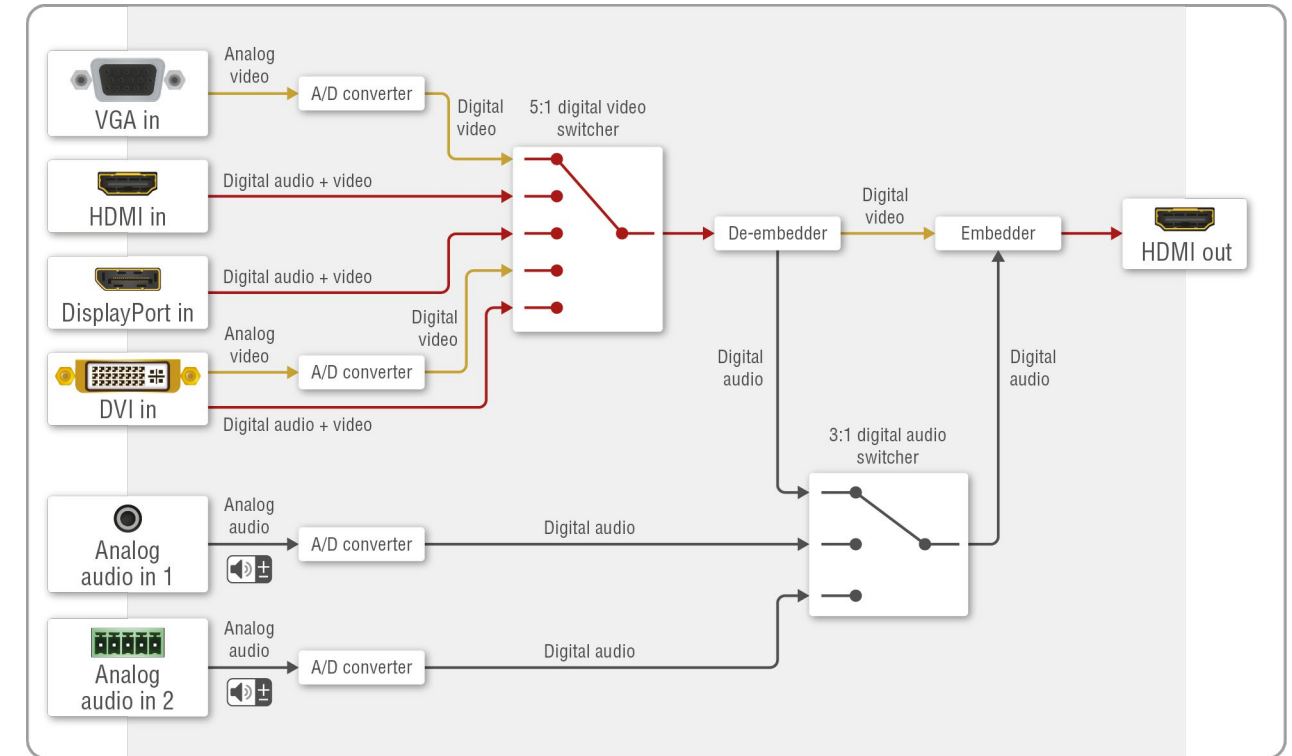 Analog
video
VGA in
A/D converter
Digital
video
5:1 digital video
switcher
HDMI in
Digital audio + video
DisplayPort in
Digital audio + video
De-embedder
Digital
video
Embedder
HDMI out
Analog
video
A/D converter
Digital
video
DVI in
Digital audio + video
Digital
audio
Digital
audio
3:1 digital audio
switcher
Analog
audio in 1
Analog
audio
A/D converter
Digital audio
Analog
audio in 2
Analog
audio
A/D converter
Digital audio